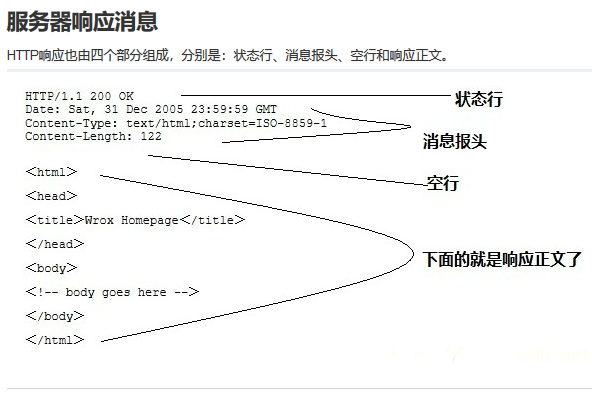 服务器响应消息
HTTP响应也由四个部分组成，分别是：状态行、消息报头、空行和响应正文。
HTTP/1.1 200 OK
状态行
Date: Sat, 31 Dec 2005 23:59:59 GMT
Content-Type: text/html;charset=ISO-8859-1
Content-Length: 122
消息报头
空行
<html>
<head>
<title>Wrox Homepage</title>
</head>
<body>
下面的就是响应正文了
<!-- body goes here -->
</body>
</html>